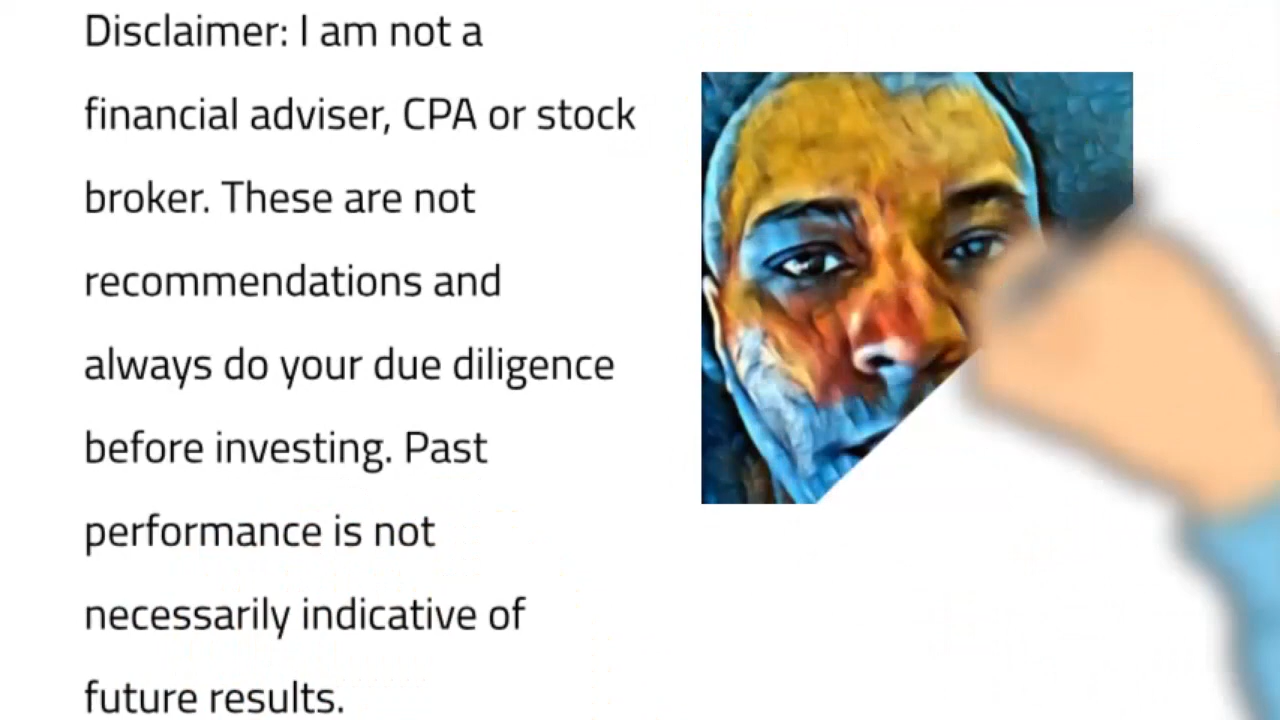 Disclaimer: I am not a
financial adviser, CPA or stock
broker. These are not
recommendations and
always do your due diligence
before investing. Past
performance is not
necessarily indicative of
future results.